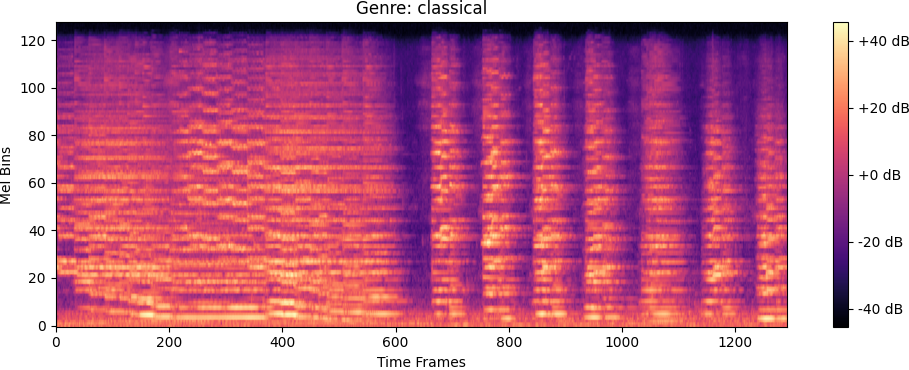 Genre: classical
Mel Bins
120
100
80
60
40
20
0
0 200 400 600 800 1000 1200
Time Frames
+40 dB
+20 dB
+0 dB
-20 dB
-40 dB